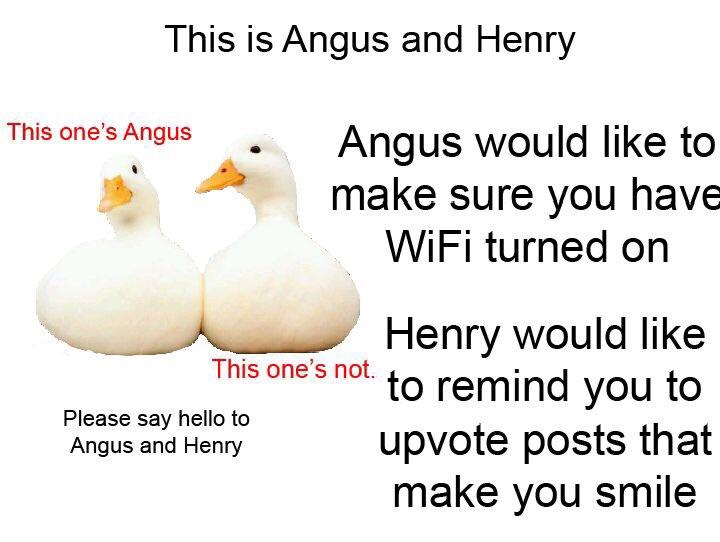 This is Angus and Henry
This one's Angus
Angus would like to
make sure you have
WiFi turned on
This one's not.
Henry would like
to remind you to
upvote posts that
make you smile
Please say hello to
Angus and Henry